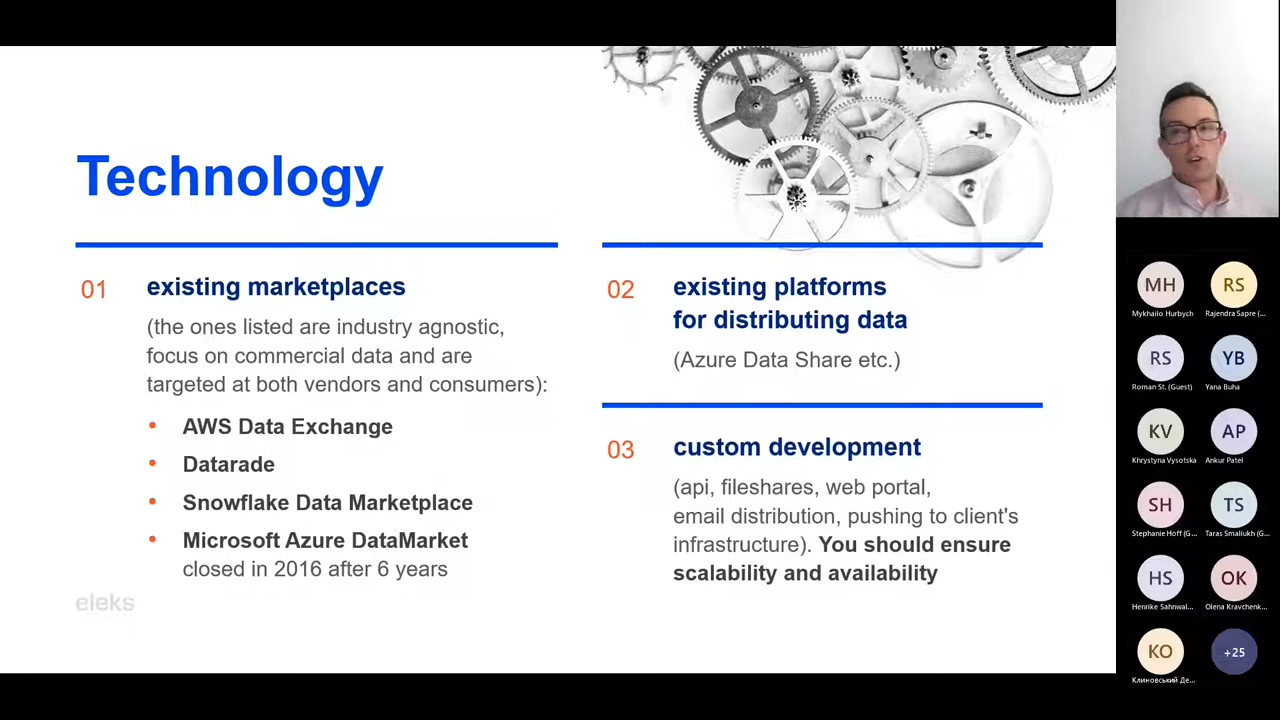 Technology
01
existing marketplaces
(the ones listed are industry agnostic,
focus on commercial data and are
targeted at both vendors and consumers):
• AWS Data Exchange
• Datarade
• Snowflake Data Marketplace
• Microsoft Azure DataMarket
closed in 2016 after 6 years
02
existing platforms
for distributing data
(Azure Data Share etc.)
03
custom development
(api, fileshares, web portal,
email distribution, pushing to client's
infrastructure). You should ensure
scalability and availability
eleks
MH
Mykhailo Hurbych
RS
Rajendra Sapre (...
RS
Roman St. (Guest)
YB
Yana Buha
KV
Khrystyna Vysotska
AP
Ankur Patel
SH
Stephanie Hoff (G...
TS
Taras Smaliukh (G...
HS
Henrike Sahnwal...
OK
Olena Kravchenk...
KO
Клиновський Де...
+25